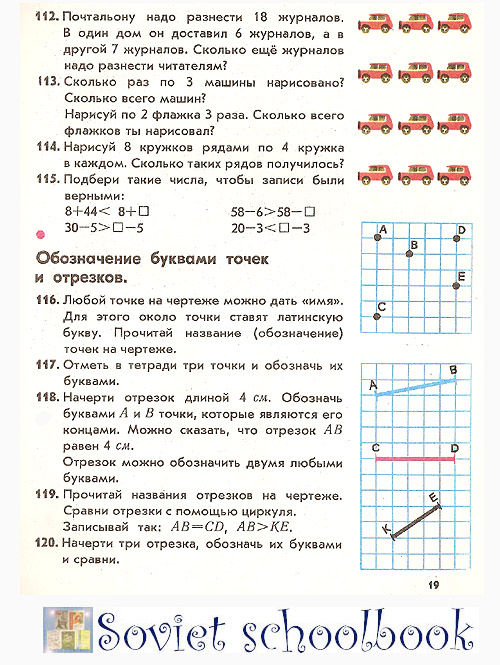 112. Почтальону надо разнести 18 журналов.
В один дом он доставил 6 журналов, а в
другой 7 журналов. Сколько ещё журналов
надо разнести читателям?
113. Сколько раз по 3 машины нарисовано?
Сколько всего машин?
Нарисуй по 2 флажка 3 раза. Сколько всего
флажков ты нарисовал?
114. Нарисуй 8 кружков рядами по 4 кружка
в каждом. Сколько таких рядов получилось?
115. Подбери такие числа, чтобы записи были
верными:
8+44< 8+□ 58−6>58−□
30−5>□−5 20−3<□−3
Обозначение буквами точек
и отрезков.
116. Любой точке на чертеже можно дать «имя».
Для этого около точки ставят латинскую
букву. Прочитай название (обозначение)
точек на чертеже.
117. Отметь в тетради три точки и обозначь их
буквами.
118. Начерти отрезок длиной 4 см. Обозначь
буквами A и B точки, которые являются его
концами. Можно сказать, что отрезок AB
равен 4 см.
Отрезок можно обозначить двумя любыми
буквами.
119. Прочитай названия отрезков на чертеже.
Сравни отрезки с помощью циркуля.
Записывай так: AB=CD, AB>KE.
120. Начерти три отрезка, обозначь их буквами
и сравни.
A
D
B
E
C
B
A
C
D
E
K
19
Soviet schoolbook